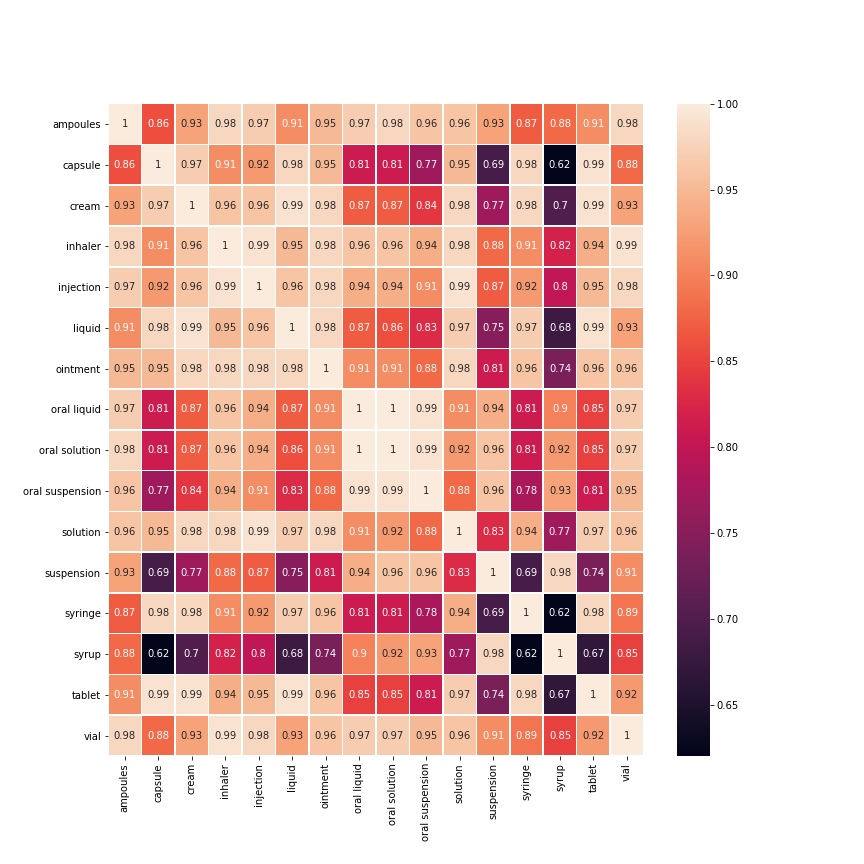 ampoules 1 0.86 0.93 0.98 0.97 0.91 0.95 0.97 0.98 0.96 0.96 0.93 0.87 0.88 0.91 0.98
capsule 0.86 1 0.97 0.91 0.92 0.98 0.95 0.81 0.81 0.77 0.95 0.69 0.98 0.62 0.99 0.88
cream 0.93 0.97 1 0.96 0.96 0.99 0.98 0.87 0.87 0.84 0.98 0.77 0.98 0.7 0.99 0.93
inhaler 0.98 0.91 0.96 1 0.99 0.95 0.98 0.96 0.96 0.94 0.98 0.88 0.91 0.82 0.94 0.99
injection 0.97 0.92 0.96 0.99 1 0.96 0.98 0.94 0.94 0.91 0.99 0.87 0.92 0.8 0.95 0.98
liquid 0.91 0.98 0.99 0.95 0.96 1 0.98 0.87 0.86 0.83 0.97 0.75 0.97 0.68 0.99 0.93
ointment 0.95 0.95 0.98 0.98 0.98 0.98 1 0.91 0.91 0.88 0.98 0.81 0.96 0.74 0.96 0.96
oral liquid 0.97 0.81 0.87 0.96 0.94 0.87 0.91 1 1 0.99 0.91 0.94 0.81 0.9 0.85 0.97
oral solution 0.98 0.81 0.87 0.96 0.94 0.86 0.91 1 1 0.99 0.92 0.96 0.81 0.92 0.85 0.97
oral suspension 0.96 0.77 0.84 0.94 0.91 0.83 0.88 0.99 0.99 1 0.88 0.96 0.78 0.93 0.81 0.95
solution 0.96 0.95 0.98 0.98 0.99 0.97 0.98 0.91 0.92 0.88 1 0.83 0.94 0.77 0.97 0.96
suspension 0.93 0.69 0.77 0.88 0.87 0.75 0.81 0.94 0.96 0.96 0.83 1 0.69 0.98 0.74 0.91
syringe 0.87 0.98 0.98 0.91 0.92 0.97 0.96 0.81 0.81 0.78 0.94 0.69 1 0.62 0.98 0.89
syrup 0.88 0.62 0.7 0.82 0.8 0.68 0.74 0.9 0.92 0.93 0.77 0.98 0.62 1 0.67 0.85
tablet 0.91 0.99 0.99 0.94 0.95 0.99 0.96 0.85 0.85 0.81 0.97 0.74 0.98 0.67 1 0.92
vial 0.98 0.88 0.93 0.99 0.98 0.93 0.96 0.97 0.97 0.95 0.96 0.91 0.89 0.85 0.92 1
ampoules
capsule
cream
inhaler
injection
liquid
ointment
oral liquid
oral solution
oral suspension
solution
suspension
syringe
syrup
tablet
vial
1.00
0.95
0.90
0.85
0.80
0.75
0.70
0.65